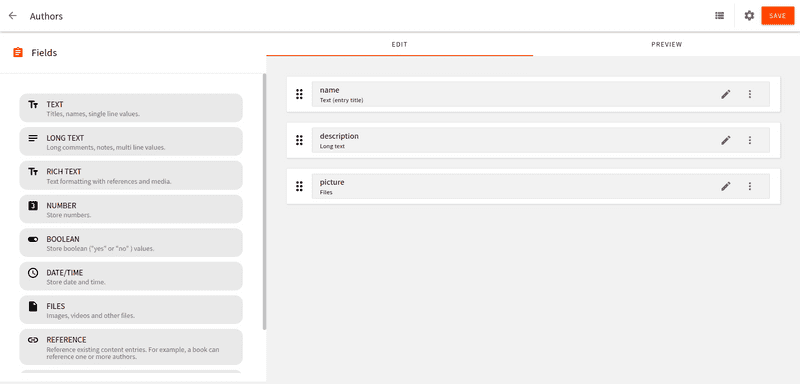 Authors
SAVE
Fields
EDIT
PREVIEW
TEXT
Titles, names, single line values.
LONG TEXT
Long comments, notes, multi line values.
RICH TEXT
Text formatting with references and media.
NUMBER
Store numbers.
BOOLEAN
Store boolean ("yes" or "no" ) values.
DATE/TIME
Store date and time.
FILES
Images, videos and other files.
REFERENCE
Reference existing content entries. For example, a book can
reference one or more authors.
name
Text (entry title)
description
Long text
picture
Files